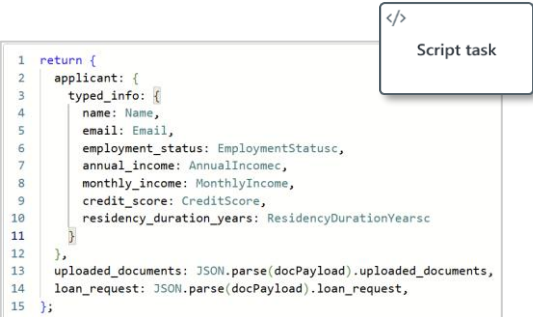 </>
Script task
1 return {
2 applicant: {
3 typed_info: {
4 name: Name,
5 email: Email,
6 employment_status: EmploymentStatusc,
7 annual_income: AnnualIncomec,
8 monthly_income: MonthlyIncome,
9 credit_score: CreditScore,
10 residency_duration_years: ResidencyDurationYearsc
11 }
12 },
13 uploaded_documents: JSON.parse(docPayload).uploaded_documents,
14 loan_request: JSON.parse(docPayload).loan_request,
15 };